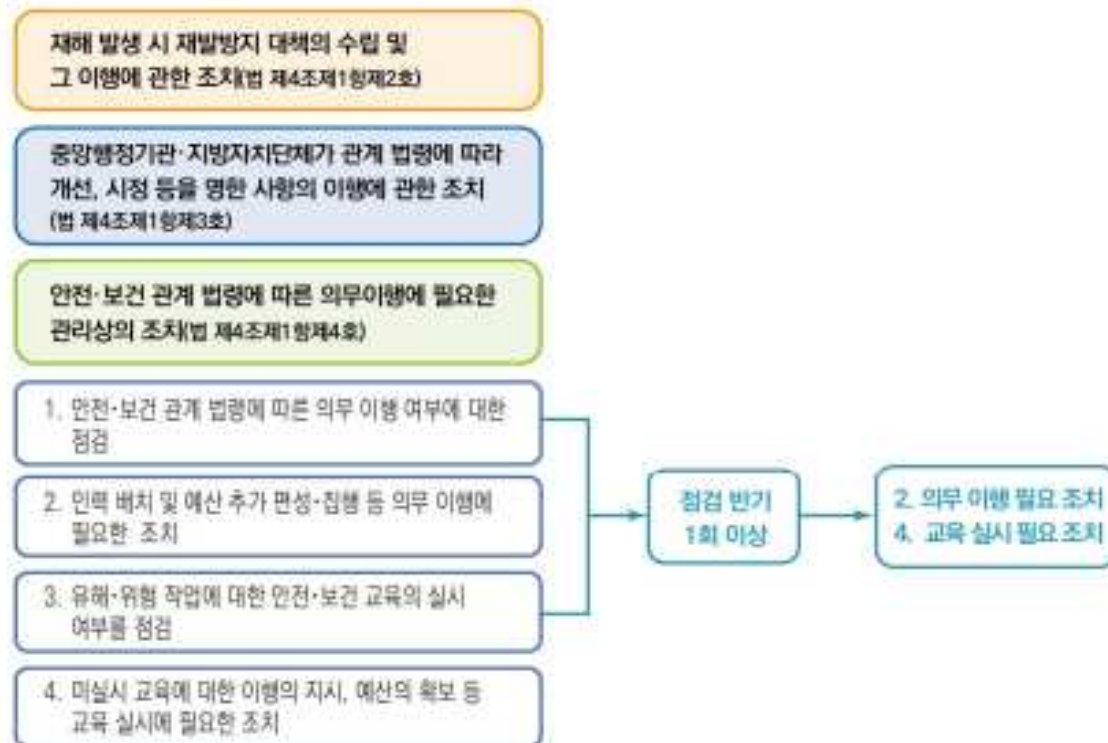 재해 발생 시 재발방지 대책의 수립 및
그 이행에 관한 조치(법 제4조제1항제2호)
중앙행정기관·지방자치단체가 관계 법령에 따라
개선, 시정 등을 명한 사항의 이행에 관한 조치
(법 제4조제1항제3호)
안전·보건 관계 법령에 따른 의무이행에 필요한
관리상의 조치(법 제4조제1항제4호)
1. 안전·보건 관계 법령에 따른 의무 이행 여부에 대한
점검
2. 인력 배치 및 예산 추가 편성·집행 등 의무 이행에
필요한 조치
3. 유해·위험 작업에 대한 안전·보건 교육의 실시
여부를 점검
4. 미실시 교육에 대한 이행의 지시, 예산의 확보 등
교육 실시에 필요한 조치
점검 반기
1회 이상
2. 의무 이행 필요 조치
4. 교육 실시 필요 조치